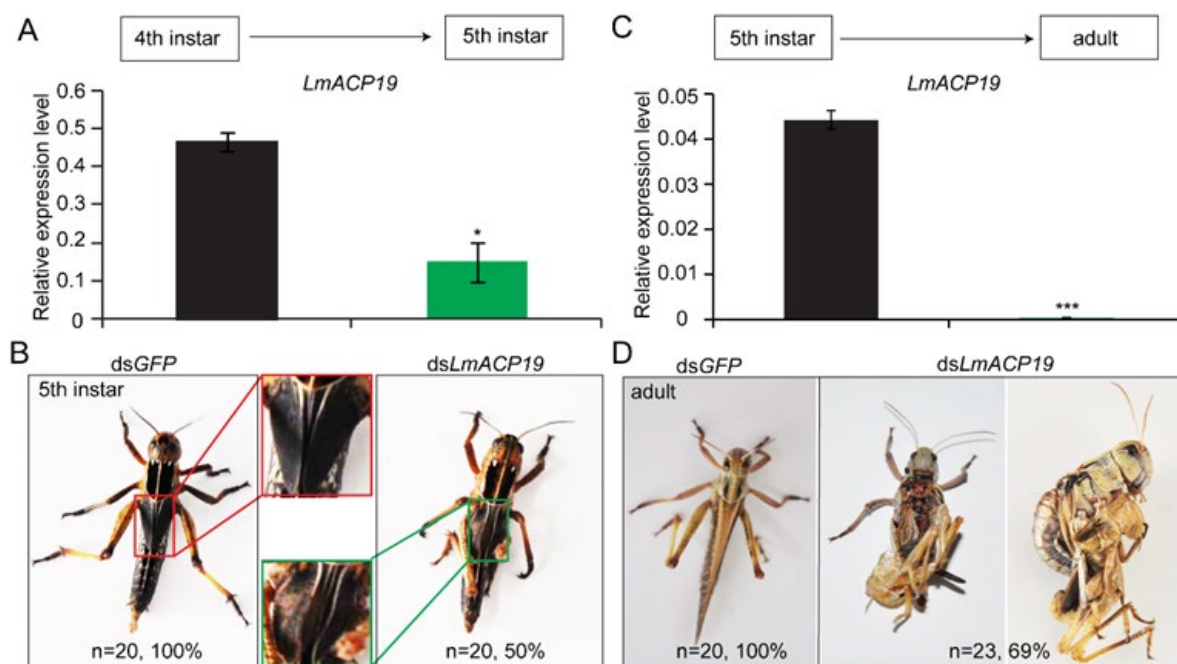 A
4th instar
5th instar
LmACP19
Relative expression level
0.6
0.5
0.4
0.3
0.2
0.1
0
*
C
5th instar
adult
LmACP19
Relative expression level
0.05
0.04
0.03
0.02
0.01
0
***
B
dsGFP
dsLmACP19
5th instar
n=20, 100%
n=20, 50%
D
dsGFP
dsLmACP19
adult
n=20, 100%
n=23, 69%